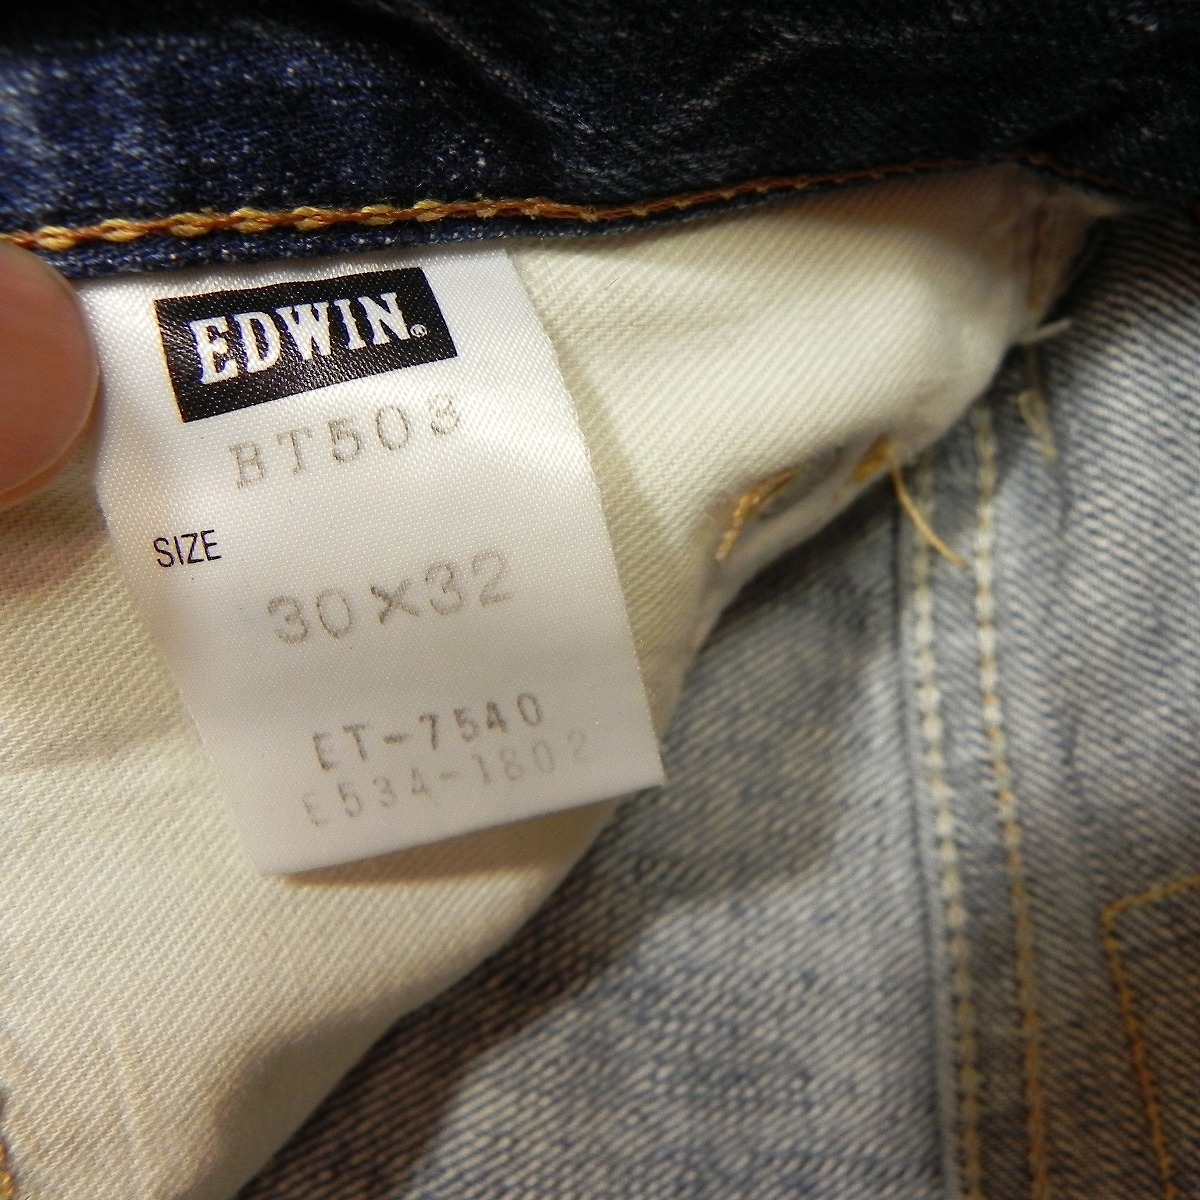 EDWIN®
BT503
SIZE
30×32
ET-7540
E534-1802